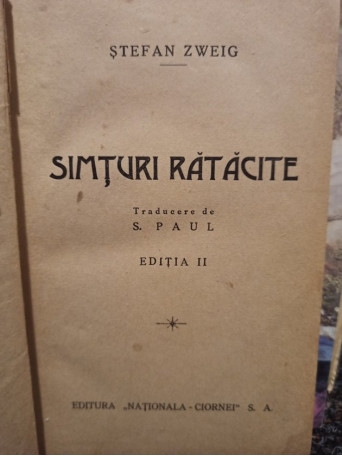 ȘTEFAN ZWEIG
SIMȚURI RĂTĂCITE
Traducere de
S. PAUL
EDIȚIA II
EDITURA „NAȚIONALA-CIORNEI” S. A.